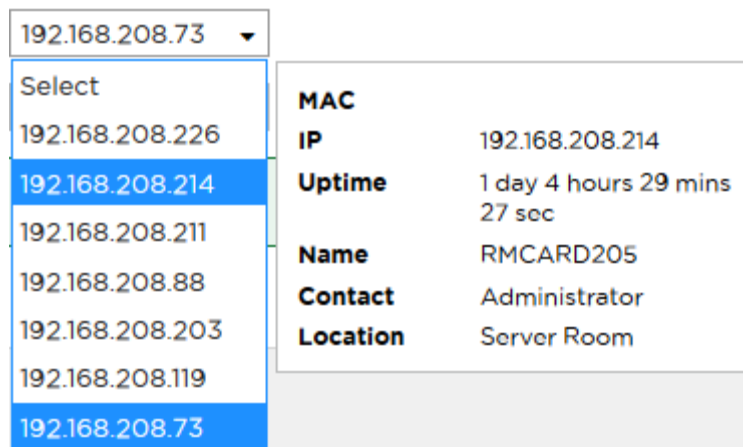 192.168.208.73
Select
192.168.208.226
192.168.208.214
192.168.208.211
192.168.208.88
192.168.208.203
192.168.208.119
192.168.208.73
MAC
IP 192.168.208.214
Uptime 1 day 4 hours 29 mins
27 sec
Name RMCARD205
Contact Administrator
Location Server Room